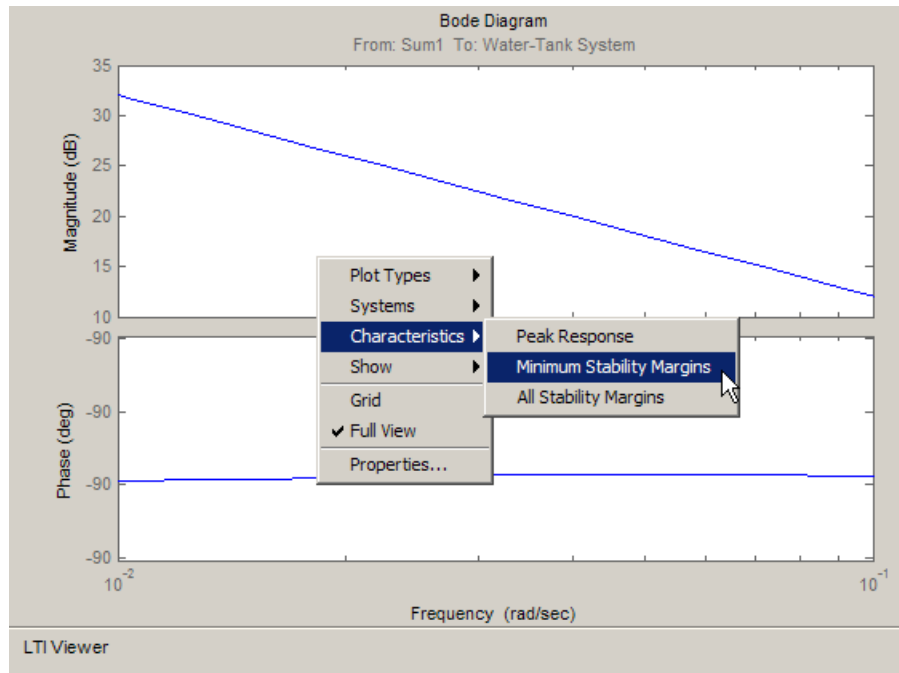 Bode Diagram
From: Sum1 To: Water-Tank System
Magnitude (dB)
35
30
25
20
15
10
Phase (deg)
-90
-90
-90
-90
10^-2
10^-1
Frequency (rad/sec)
Plot Types
Systems
Characteristics
Show
Grid
Full View
Properties...
Peak Response
Minimum Stability Margins
All Stability Margins
LTI Viewer